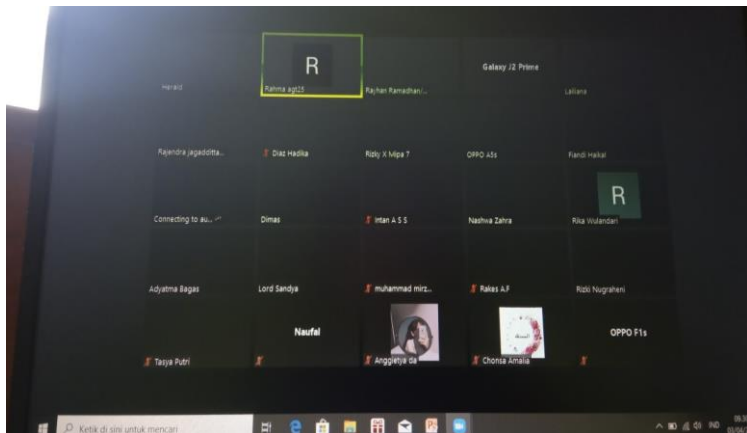 R
Galaxy J2 Prime
Herald
Rahma agt25
Rayhan Ramadhan/...
Lailiana
Rajendra jagadditta...
Diaz Hadika
Rizky X Mipa 7
OPPO A5s
Fiandi Haikal
R
Connecting to au...
Dimas
Intan A S S
Nashwa Zahra
Rika Wulandari
Adyatma Bagas
Lord Sandya
muhammad mirz...
Rakes A.F
Rizki Nugraheni
Naufal
OPPO F1s
Tasya Putri
Anggietya da
Chonsa Amalia
Ketik di sini untuk mencari
IND